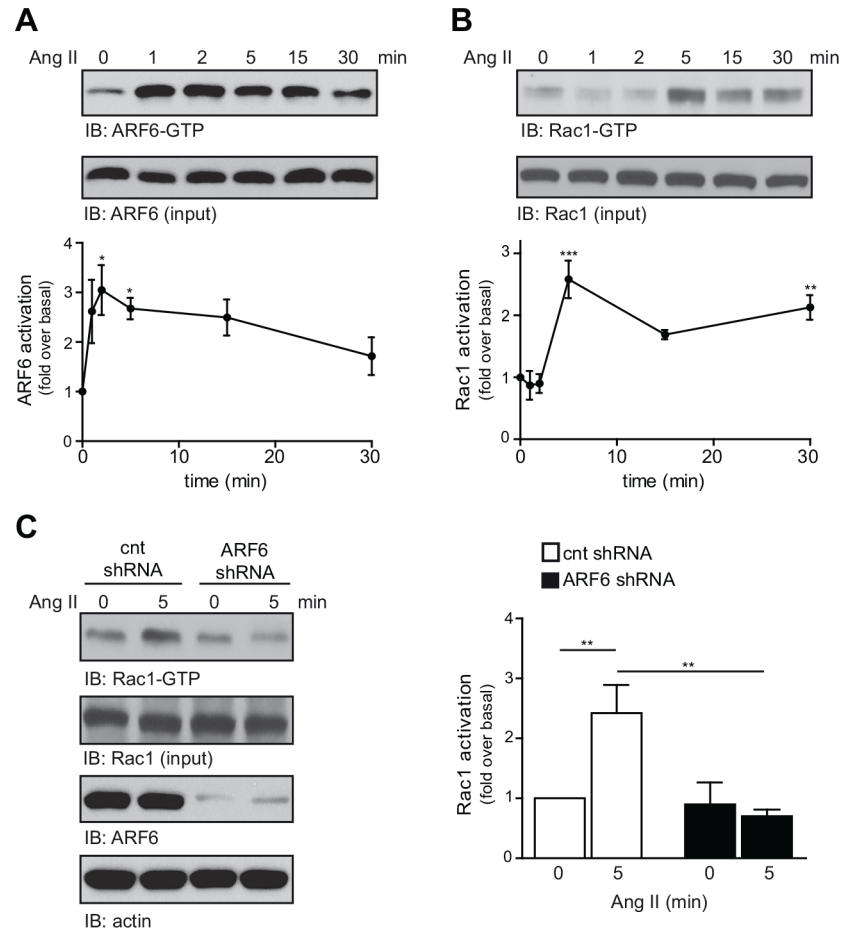 A
Ang II 0 1 2 5 15 30 min
IB: ARF6-GTP
IB: ARF6 (input)
ARF6 activation
(fold over basal)
4
3
2
1
0
* *
0 10 20 30
time (min)
B
Ang II 0 1 2 5 15 30 min
IB: Rac1-GTP
IB: Rac1 (input)
Rac1 activation
(fold over basal)
3
2
1
0
*** **
0 10 20 30
time (min)
C
cnt shRNA
ARF6 shRNA
Ang II 0 5 0 5 min
IB: Rac1-GTP
IB: Rac1 (input)
IB: ARF6
IB: actin
cnt shRNA
ARF6 shRNA
Rac1 activation
(fold over basal)
4
3
2
1
0
** **
0 5 0 5
Ang II (min)